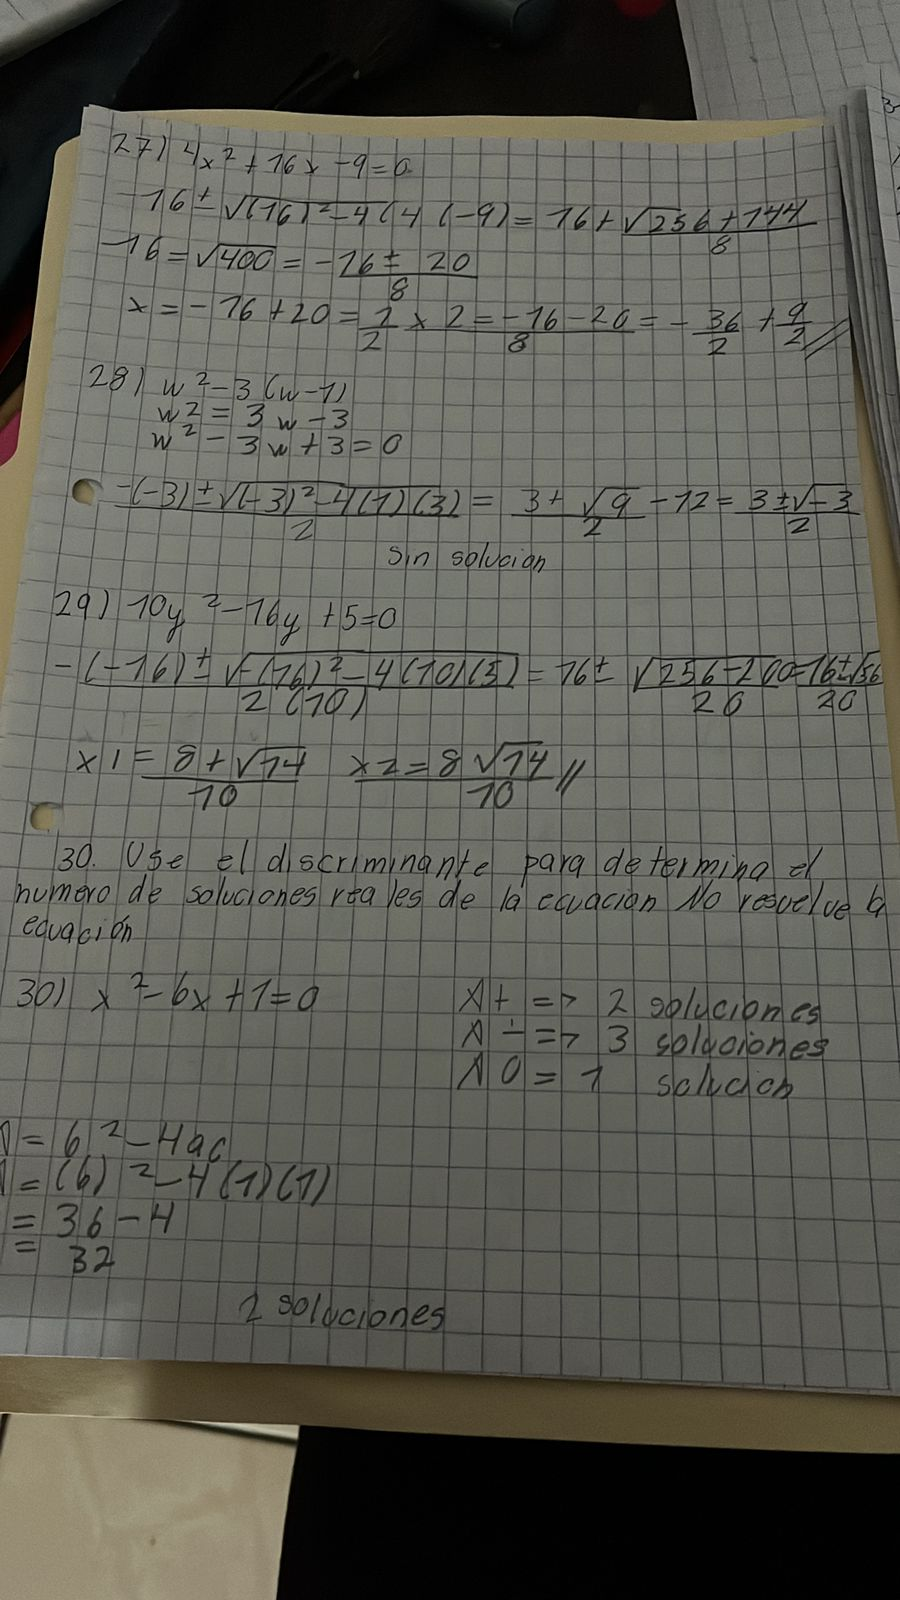 27) 4x² + 16x - 9 = 0
-16 ± √(16)² - 4(4 (-9) = 16 + √256 + 144 / 8
-16 = √400 = -16 ± 20 / 8
x = -16 + 20 = 1/2 x 2 = -16 - 20 / 8 = - 36/2 + 9/2 //
28) w² - 3(w-1)
w2 = 3w - 3
w² - 3w + 3 = 0
-(-3) ± √(-3)² - 4(1)(3) / 2 = 3 ± √9 / 2 - 12 = 3 ± √-3 / 2
sin solucion
29) 10y² - 16y + 5 = 0
-(-16) ± √-(16)² - 4(10)(5) / 2(10) = 16 ± √256 - 200 / 20 = 16 ± √56 / 20
x1 = 8 + √14 / 10   x2 = 8 √14 / 10 //
30. Use el discriminante para determina el
numero de soluciones reales de la ecuacion No resuelve la
ecuación
30) x² - 6x + 1 = 0
Λ + => 2 soluciones
Λ ÷ => 3 soluciones
Λ 0 = 1 solucion
Λ = 6² - 4ac
= (6)² - 4(1)(1)
= 36 - 4
= 32
2 soluciones